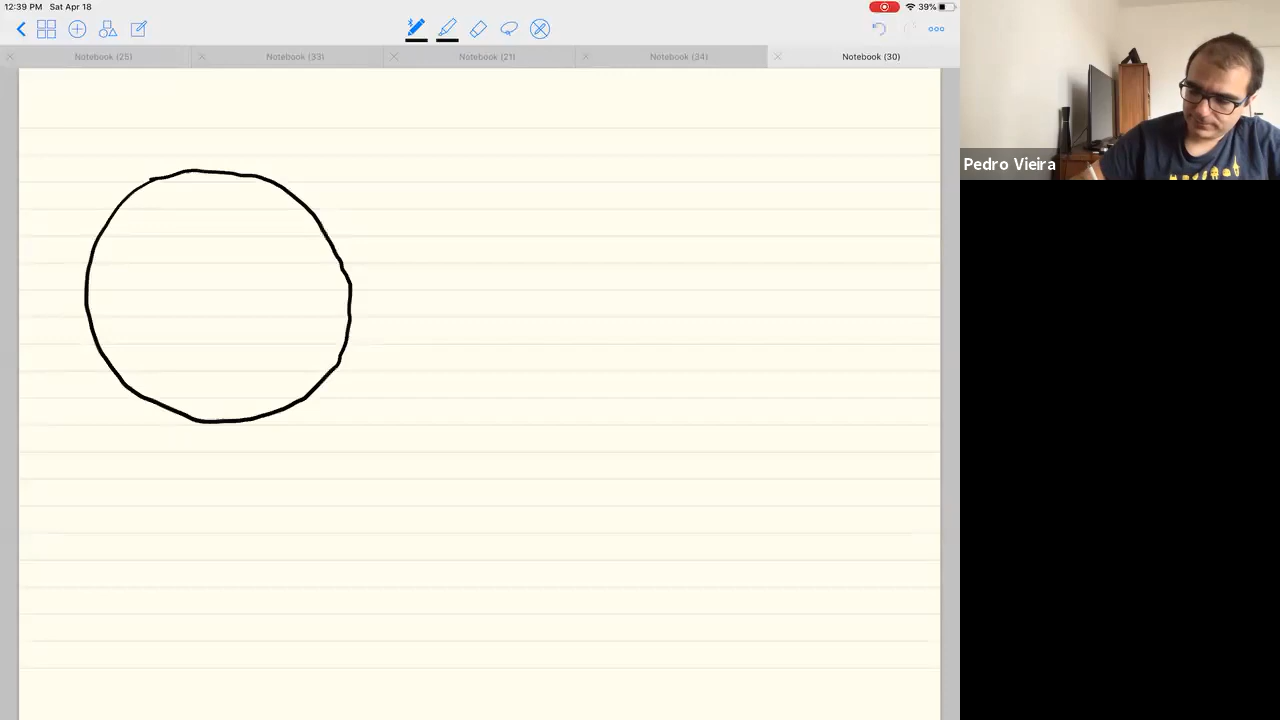 12:39 PM Sat Apr 18
39%
Notebook (25)
Notebook (33)
Notebook (21)
Notebook (34)
Notebook (30)
Pedro Vieira